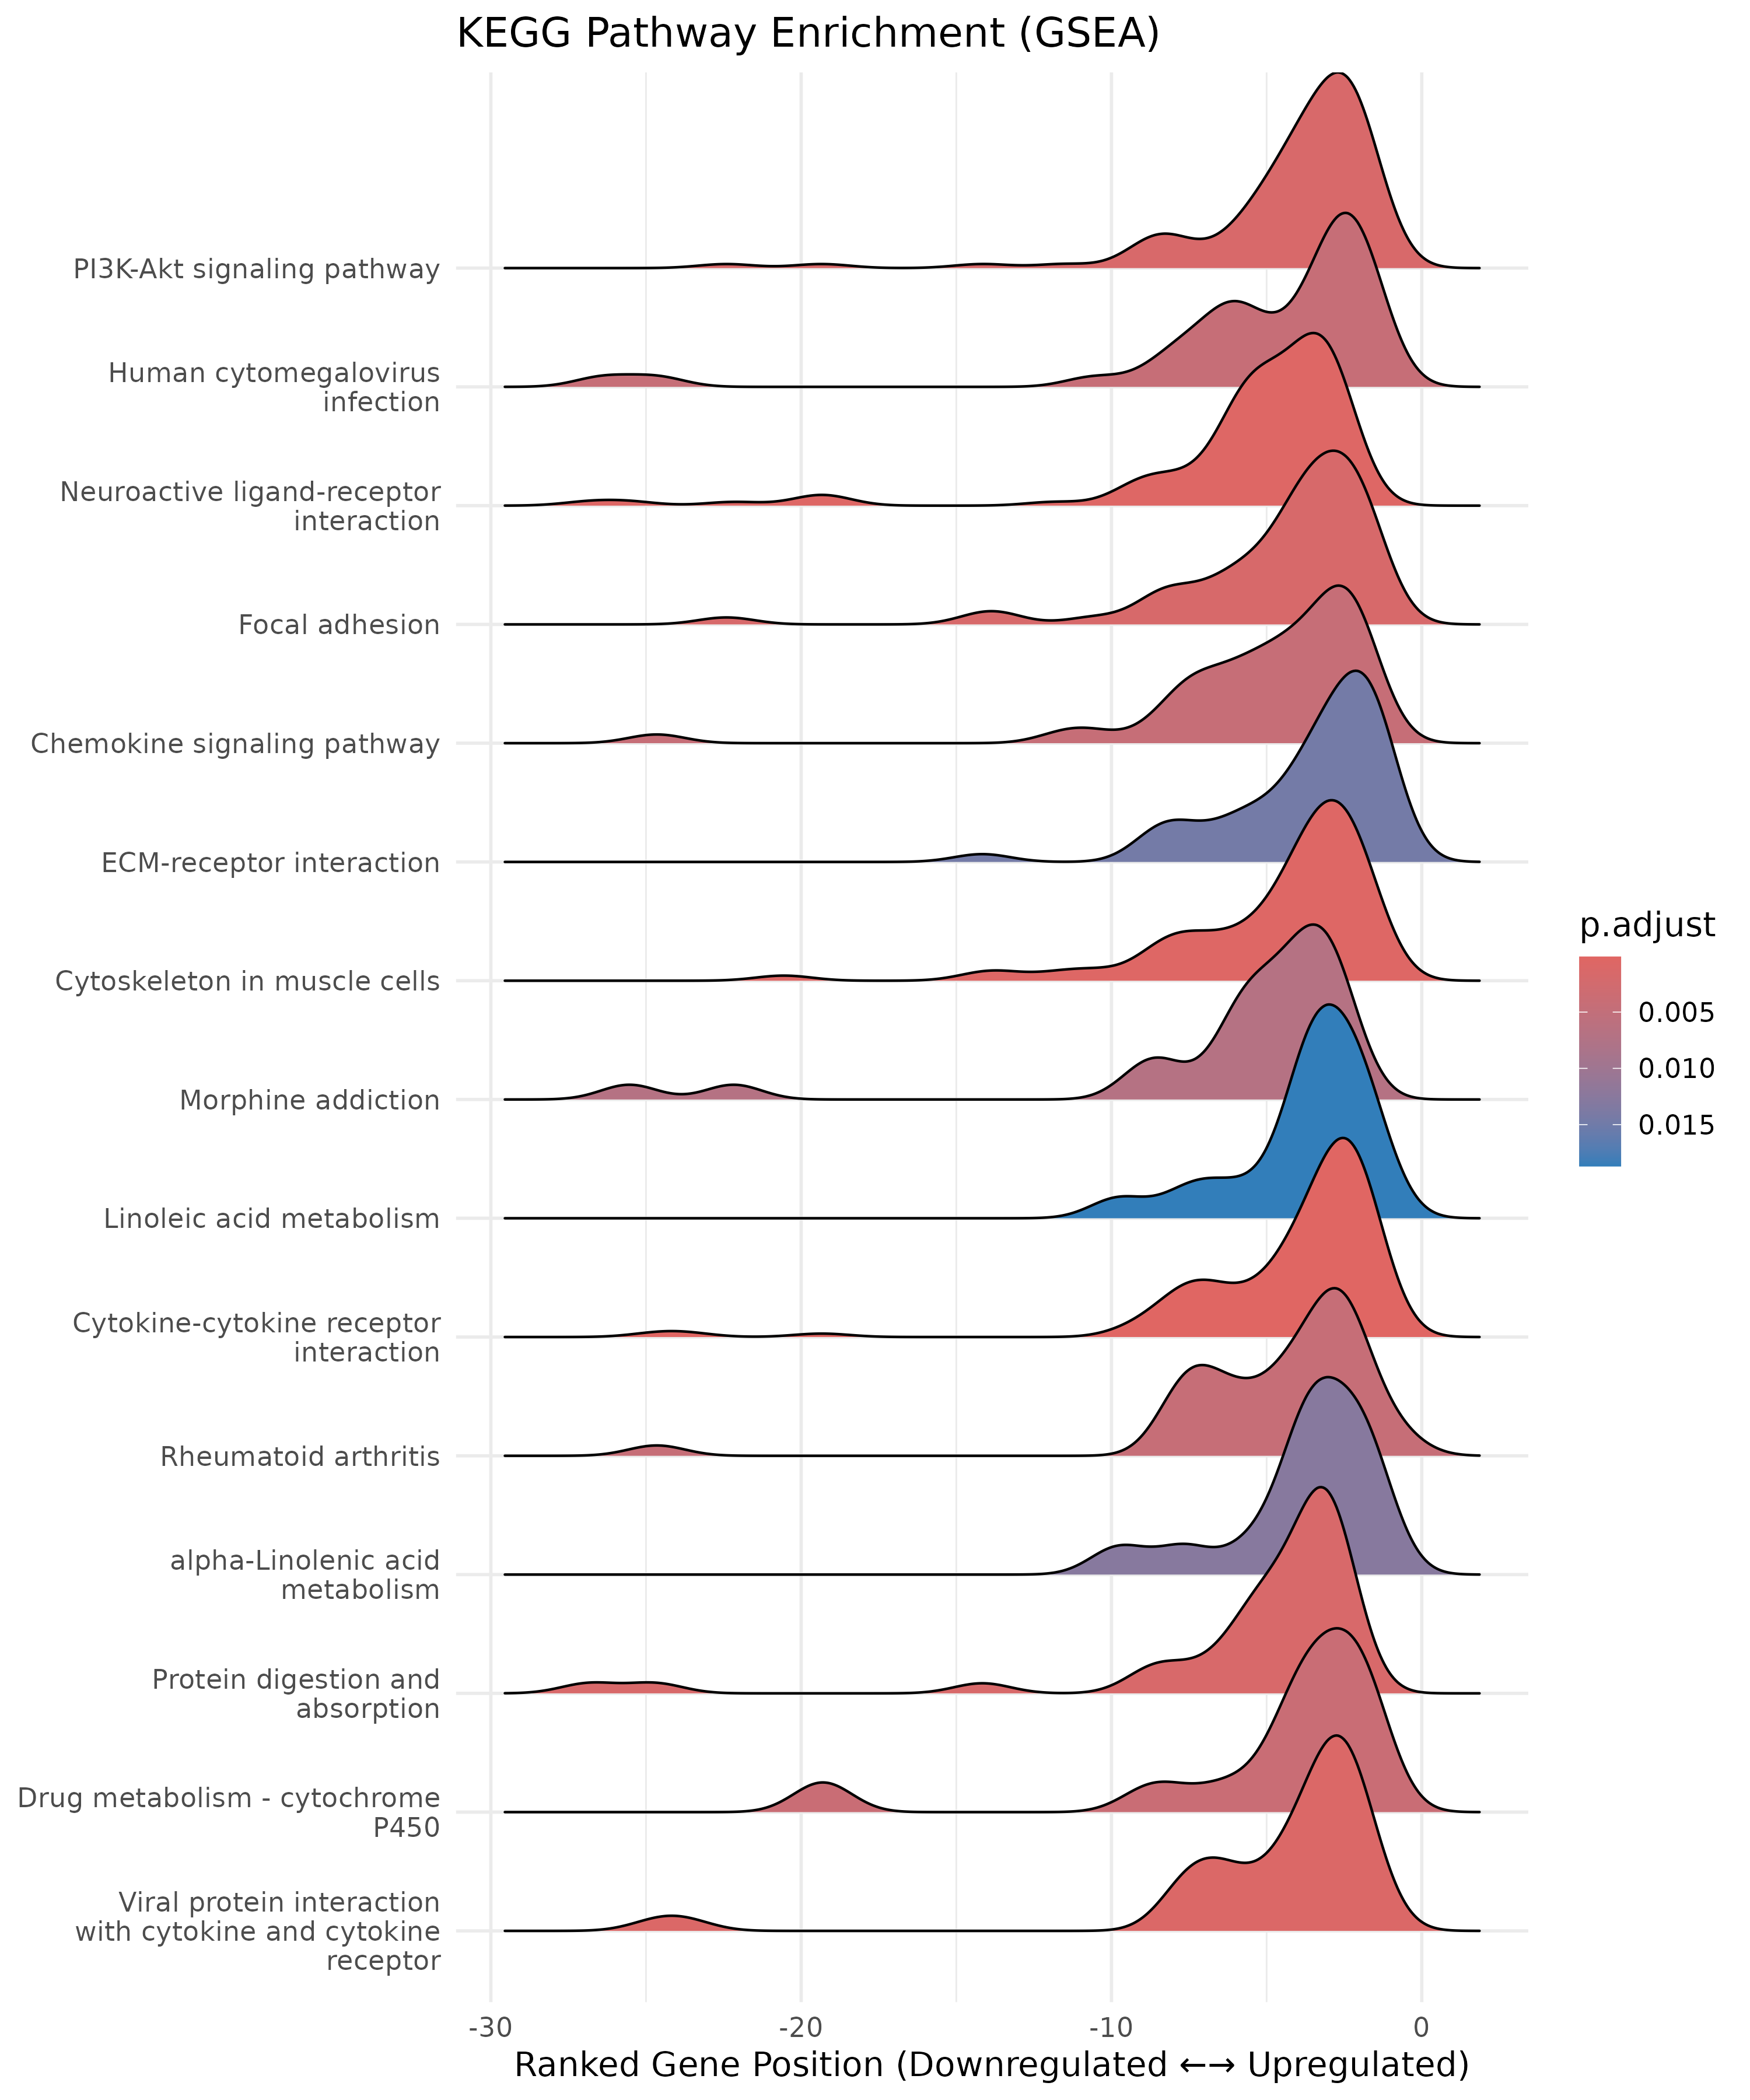 KEGG Pathway Enrichment (GSEA)
PI3K-Akt signaling pathway
Human cytomegalovirus
infection
Neuroactive ligand-receptor
interaction
Focal adhesion
Chemokine signaling pathway
ECM-receptor interaction
Cytoskeleton in muscle cells
Morphine addiction
Linoleic acid metabolism
Cytokine-cytokine receptor
interaction
Rheumatoid arthritis
alpha-Linolenic acid
metabolism
Protein digestion and
absorption
Drug metabolism - cytochrome
P450
Viral protein interaction
with cytokine and cytokine
receptor
-30 -20 -10 0
Ranked Gene Position (Downregulated ←→ Upregulated)
p.adjust
0.005
0.010
0.015